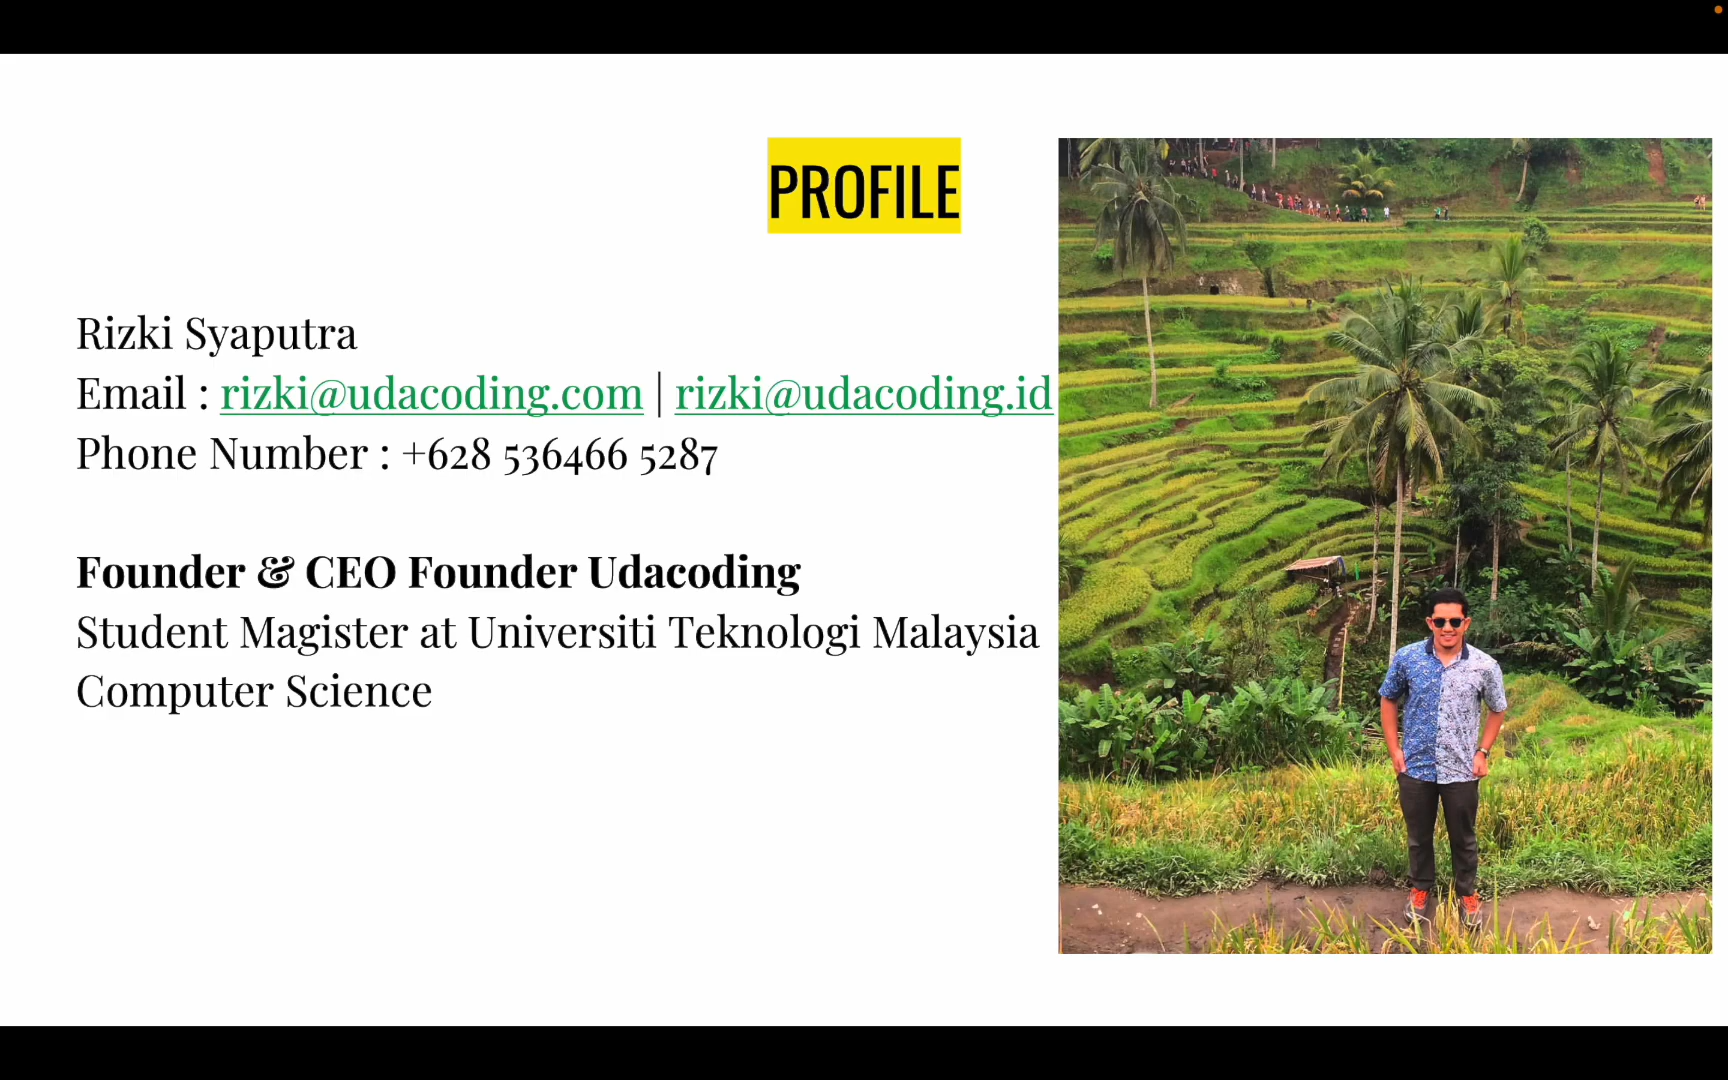 PROFILE
Rizki Syaputra
Email : rizki@udacoding.com | rizki@udacoding.id
Phone Number : +628 536466 5287
Founder & CEO Founder Udacoding
Student Magister at Universiti Teknologi Malaysia
Computer Science